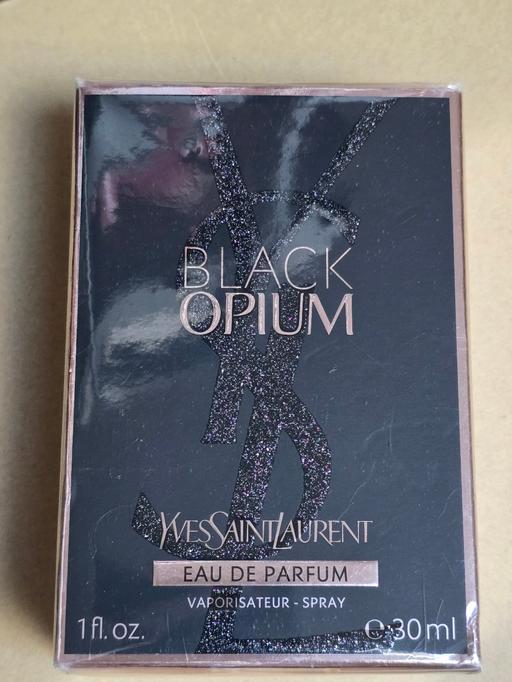 BLACK
OPIUM
YVESSAINTLAURENT
EAU DE PARFUM
VAPORISATEUR - SPRAY
1 fl. oz. ℮ 30 ml